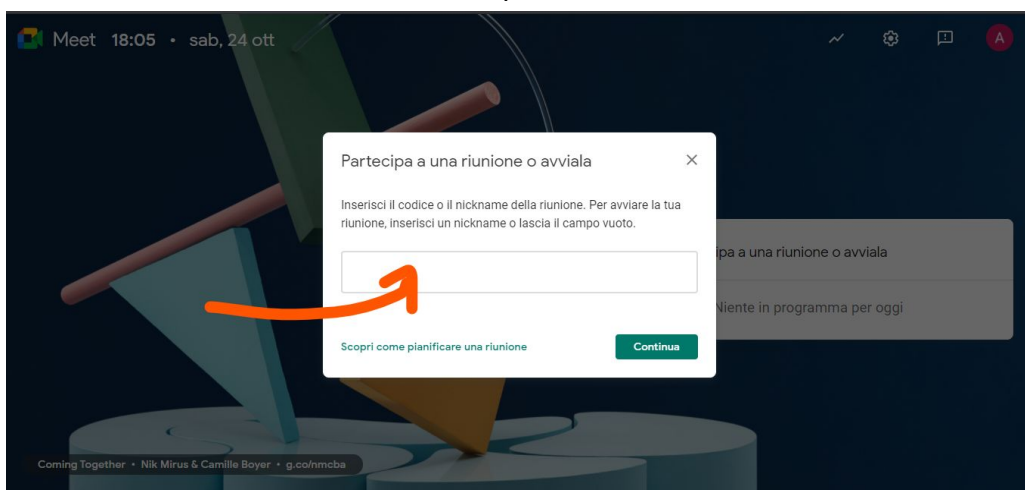 Meet 18:05 • sab, 24 ott
A
Partecipa a una riunione o avviala
Inserisci il codice o il nickname della riunione. Per avviare la tua
riunione, inserisci un nickname o lascia il campo vuoto.
Scopri come pianificare una riunione
Continua
ipa a una riunione o avviala
Niente in programma per oggi
Coming Together • Nik Mirus & Camille Boyer • g.co/nmcba